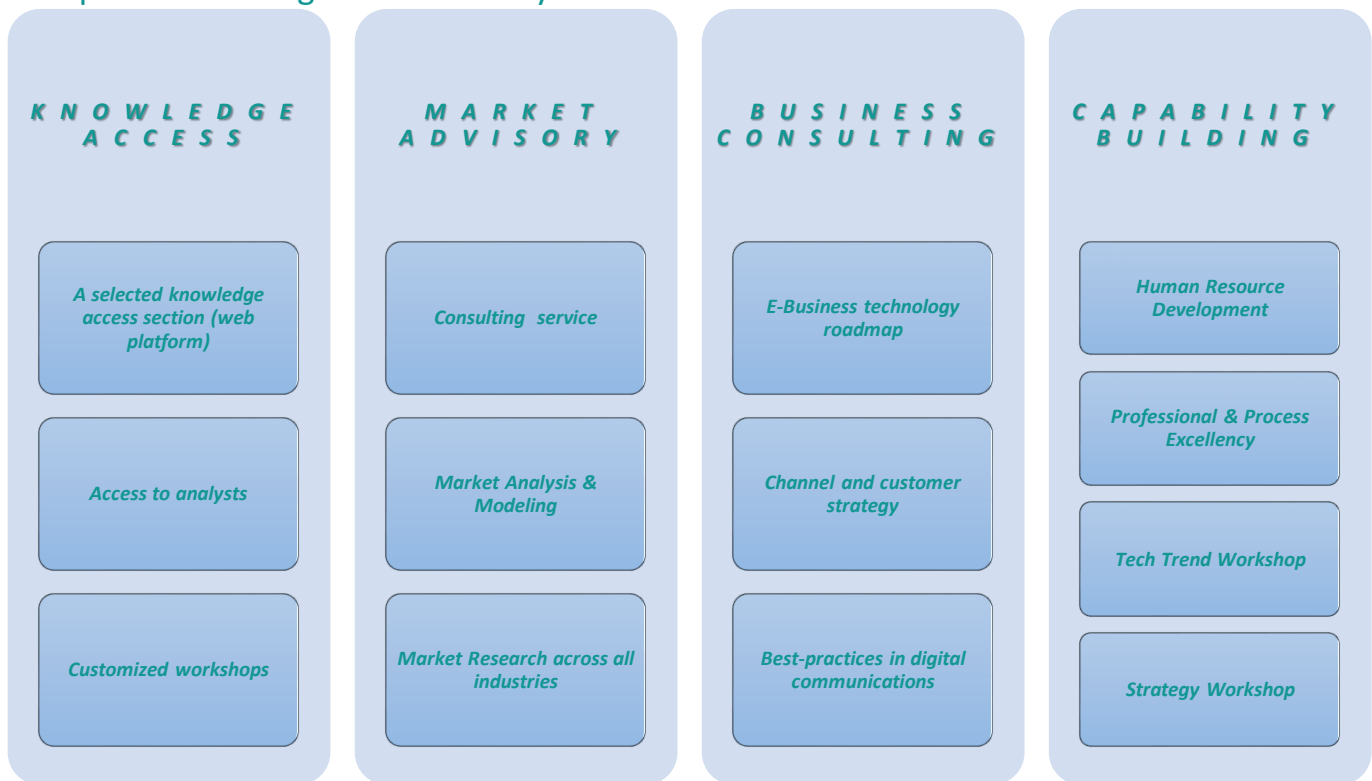 KNOWLEDGE
ACCESS
A selected knowledge
access section (web
platform)
Access to analysts
Customized workshops
MARKET
ADVISORY
Consulting service
Market Analysis &
Modeling
Market Research across all
industries
BUSINESS
CONSULTING
E-Business technology
roadmap
Channel and customer
strategy
Best-practices in digital
communications
CAPABILITY
BUILDING
Human Resource
Development
Professional & Process
Excellency
Tech Trend Workshop
Strategy Workshop